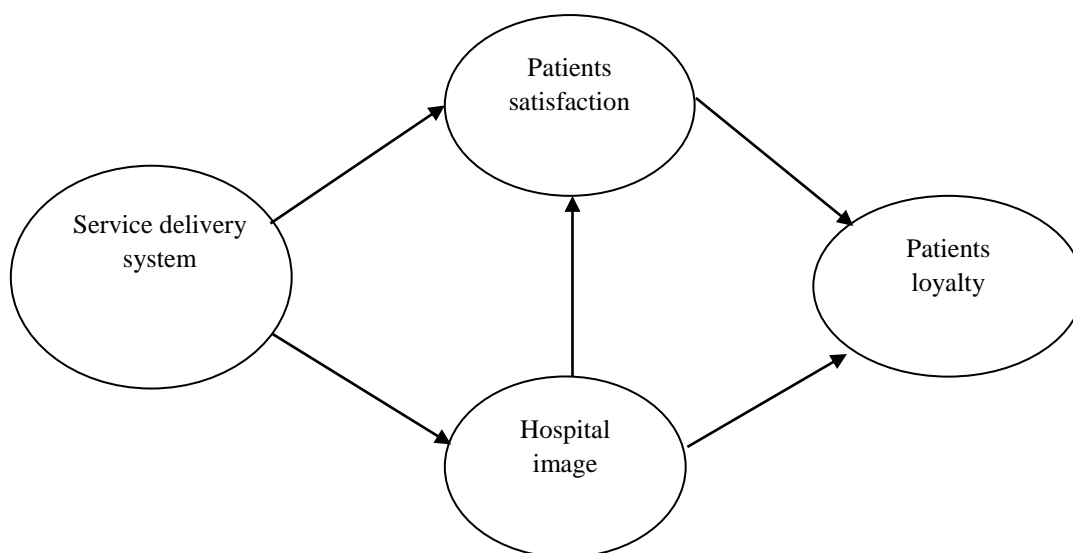 Patients
satisfaction
Service delivery
system
Patients
loyalty
Hospital
image